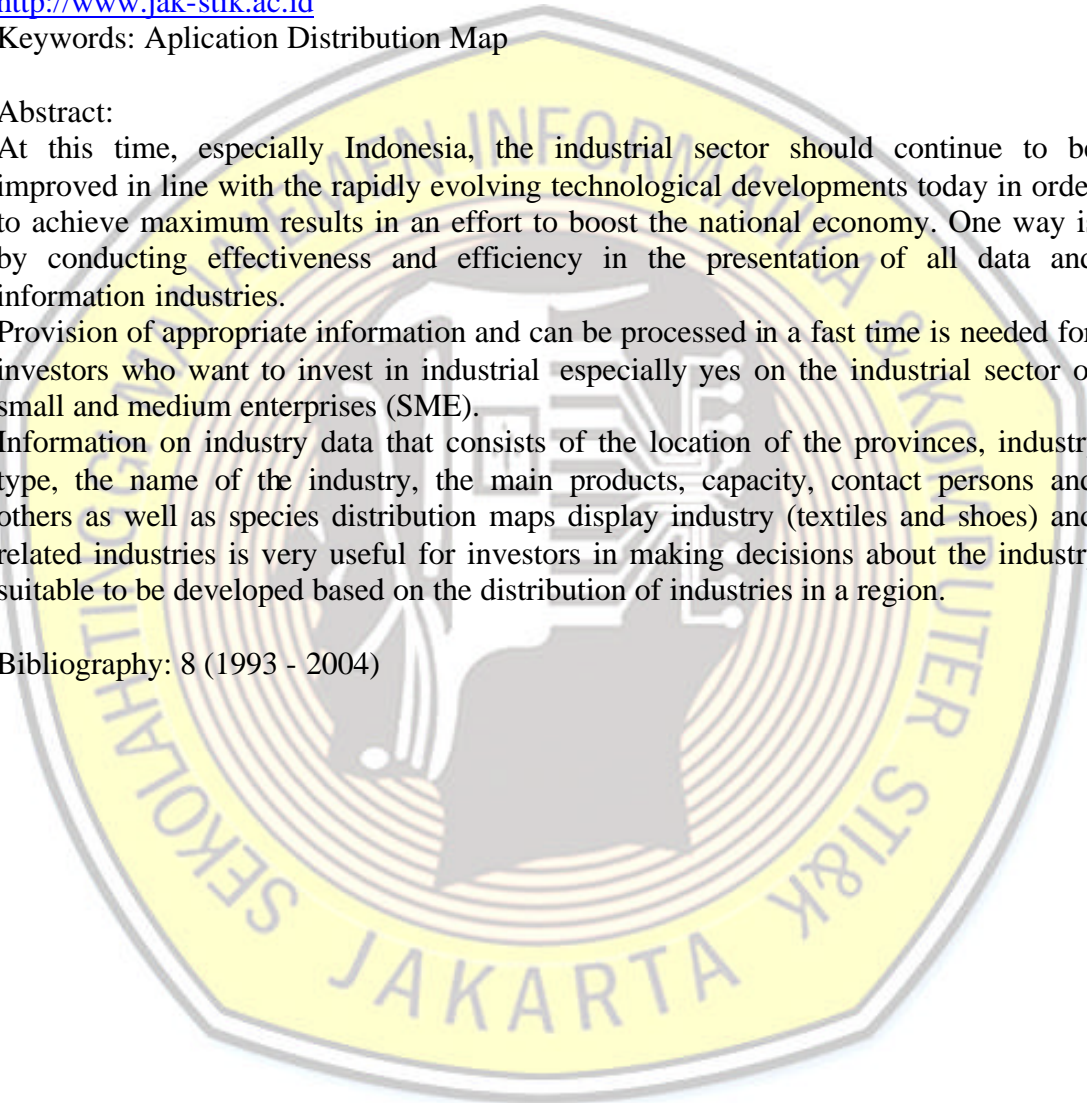 http://www.jak-stik.ac.id
Keywords: Aplication Distribution Map
Abstract:
At this time, especially Indonesia, the industrial sector should continue to be
improved in line with the rapidly evolving technological developments today in order
to achieve maximum results in an effort to boost the national economy. One way is
by conducting effectiveness and efficiency in the presentation of all data and
information industries.
Provision of appropriate information and can be processed in a fast time is needed for
investors who want to invest in industrial especially yes on the industrial sector of
small and medium enterprises (SME).
Information on industry data that consists of the location of the provinces, industry
type, the name of the industry, the main products, capacity, contact persons and
others as well as species distribution maps display industry (textiles and shoes) and
related industries is very useful for investors in making decisions about the industry
suitable to be developed based on the distribution of industries in a region.
Bibliography: 8 (1993 - 2004)
SEKOLAH TINGGI MANAJEMEN INFORMATIKA & KOMPUTER STI&K
JAKARTA